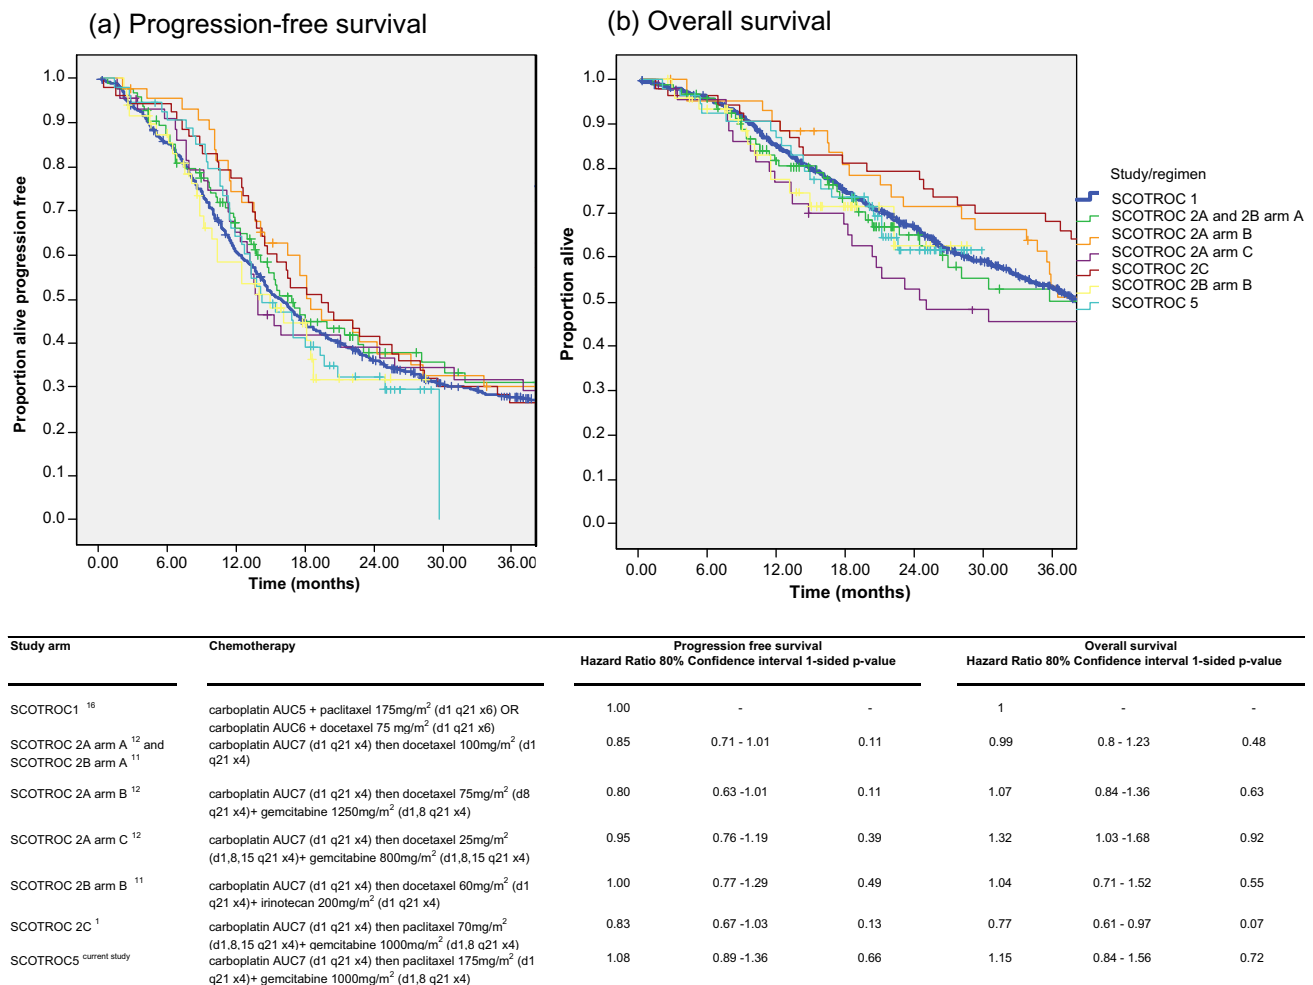 (a) Progression-free survival
(b) Overall survival
Proportion alive progression free
1.0
0.9
0.8
0.7
0.6
0.5
0.4
0.3
0.2
0.1
0.0
0.00 6.00 12.00 18.00 24.00 30.00 36.00
Time (months)
Proportion alive
1.0
0.9
0.8
0.7
0.6
0.5
0.4
0.3
0.2
0.1
0.0
0.00 6.00 12.00 18.00 24.00 30.00 36.00
Time (months)
Study/regimen
SCOTROC 1
SCOTROC 2A and 2B arm A
SCOTROC 2A arm B
SCOTROC 2A arm C
SCOTROC 2C
SCOTROC 2B arm B
SCOTROC 5
Study arm Chemotherapy Progression free survival Overall survival
Hazard Ratio 80% Confidence interval 1-sided p-value Hazard Ratio 80% Confidence interval 1-sided p-value
SCOTROC1 16 carboplatin AUC5 + paclitaxel 175mg/m2 (d1 q21 x6) OR 1.00 - - 1 - -
carboplatin AUC6 + docetaxel 75 mg/m2 (d1 q21 x6)
SCOTROC 2A arm A 12 and carboplatin AUC7 (d1 q21 x4) then docetaxel 100mg/m2 (d1 0.85 0.71 - 1.01 0.11 0.99 0.8 - 1.23 0.48
SCOTROC 2B arm A 11 q21 x4)
SCOTROC 2A arm B 12 carboplatin AUC7 (d1 q21 x4) then docetaxel 75mg/m2 (d8 0.80 0.63 -1.01 0.11 1.07 0.84 -1.36 0.63
q21 x4)+ gemcitabine 1250mg/m2 (d1,8 q21 x4)
SCOTROC 2A arm C 12 carboplatin AUC7 (d1 q21 x4) then docetaxel 25mg/m2 0.95 0.76 -1.19 0.39 1.32 1.03 -1.68 0.92
(d1,8,15 q21 x4)+ gemcitabine 800mg/m2 (d1,8,15 q21 x4)
SCOTROC 2B arm B 11 carboplatin AUC7 (d1 q21 x4) then docetaxel 60mg/m2 (d1 1.00 0.77 -1.29 0.49 1.04 0.71 - 1.52 0.55
q21 x4)+ irinotecan 200mg/m2 (d1 q21 x4)
SCOTROC 2C 1 carboplatin AUC7 (d1 q21 x4) then paclitaxel 70mg/m2 0.83 0.67 -1.03 0.13 0.77 0.61 - 0.97 0.07
(d1,8,15 q21 x4)+ gemcitabine 1000mg/m2 (d1,8 q21 x4)
SCOTROC5 current study carboplatin AUC7 (d1 q21 x4) then paclitaxel 175mg/m2 (d1 1.08 0.89 -1.36 0.66 1.15 0.84 - 1.56 0.72
q21 x4)+ gemcitabine 1000mg/m2 (d1,8 q21 x4)